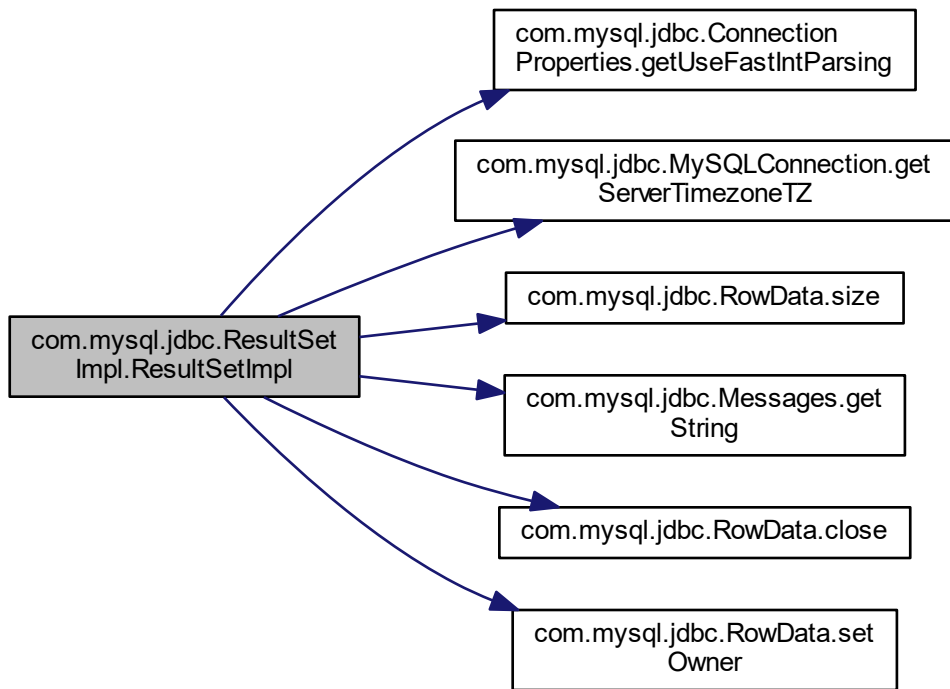 com.mysql.jdbc.Connection
Properties.getUseFastIntParsing
com.mysql.jdbc.MySQLConnection.get
ServerTimezoneTZ
com.mysql.jdbc.RowData.size
com.mysql.jdbc.ResultSet
Impl.ResultSetImpl
com.mysql.jdbc.Messages.get
String
com.mysql.jdbc.RowData.close
com.mysql.jdbc.RowData.set
Owner